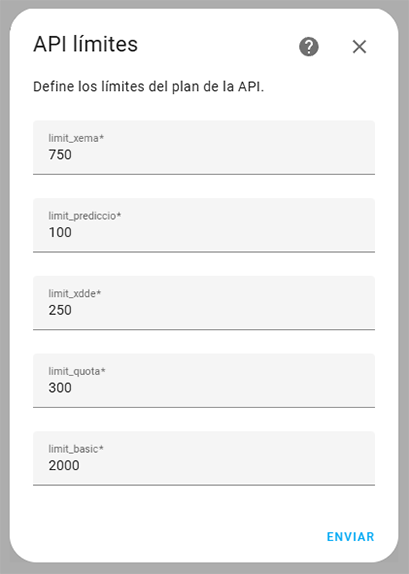 API límites
Define los límites del plan de la API.
limit_xema*
750
limit_prediccio*
100
limit_xdde*
250
limit_quota*
300
limit_basic*
2000
ENVIAR